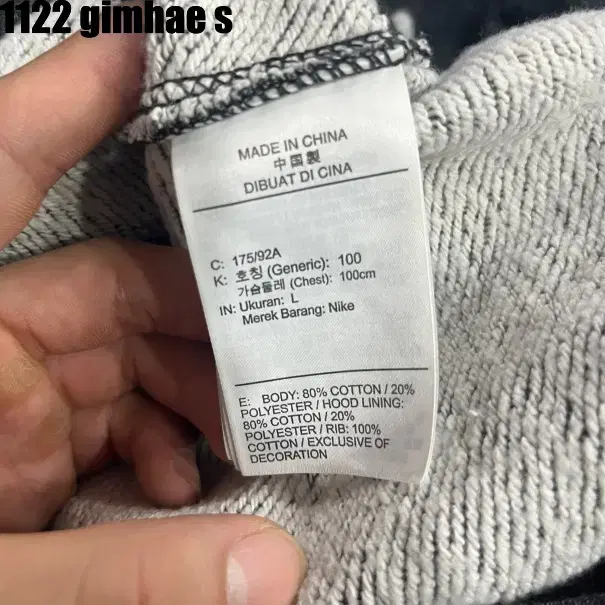 1122 gimhae s
MADE IN CHINA
中国製
DIBUAT DI CINA
C: 175/92A
K: 호칭 (Generic): 100
가슴둘레 (Chest): 100cm
IN: Ukuran: L
Merek Barang: Nike
E: BODY: 80% COTTON / 20%
POLYESTER / HOOD LINING:
80% COTTON / 20%
POLYESTER / RIB: 100%
COTTON / EXCLUSIVE OF
DECORATION